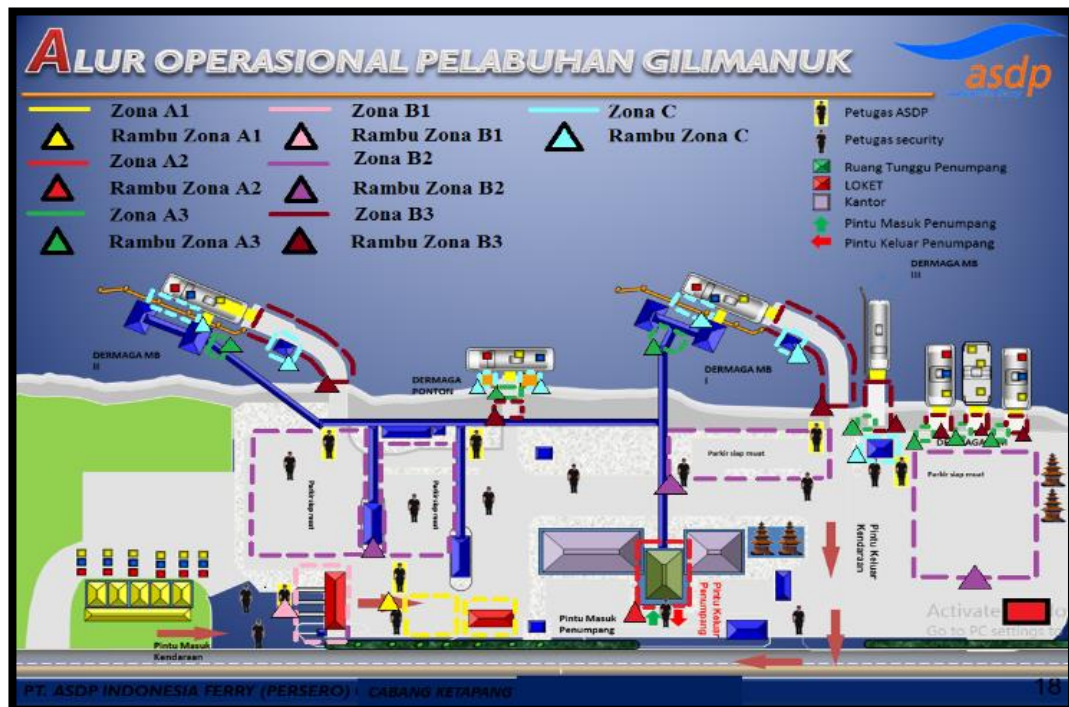 ALUR OPERASIONAL PELABUHAN GILIMANUK
asdp
Zona A1
Rambu Zona A1
Zona A2
Rambu Zona A2
Zona A3
Rambu Zona A3
Zona B1
Rambu Zona B1
Zona B2
Rambu Zona B2
Zona B3
Rambu Zona B3
Zona C
Rambu Zona C
Petugas ASDP
Petugas security
Ruang Tunggu Penumpang
LOKET
Kantor
Pintu Masuk Penumpang
Pintu Keluar Penumpang
DERMAGA MB
III
DERMAGA MB
II
DERMAGA
PONTON
DERMAGA MB
I
Parkir siap muat
Parkir siap muat
Parkir siap muat
Parkir siap muat
Pintu Keluar
Kendaraan
Pintu Masuk
Penumpang
Pintu Keluar
Penumpang
Pintu Masuk
Kendaraan
Activate
Go to PC settings to
PT. ASDP INDONESIA FERRY (PERSERO)
CABANG KETAPANG
18